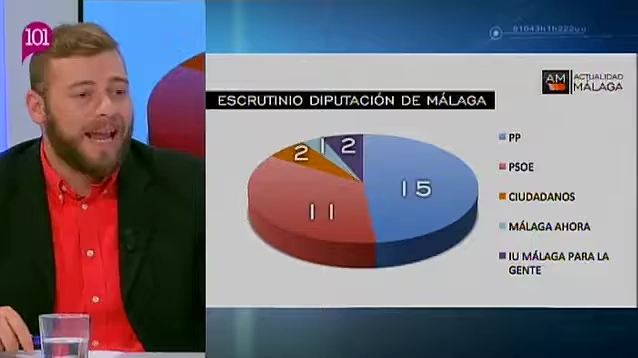 101
AM
ACTUALIDAD
MÁLAGA
ESCRUTINIO DIPUTACIÓN DE MÁLAGA
2
1
2
15
11
PP
PSOE
CIUDADANOS
MÁLAGA AHORA
IU MÁLAGA PARA LA
GENTE